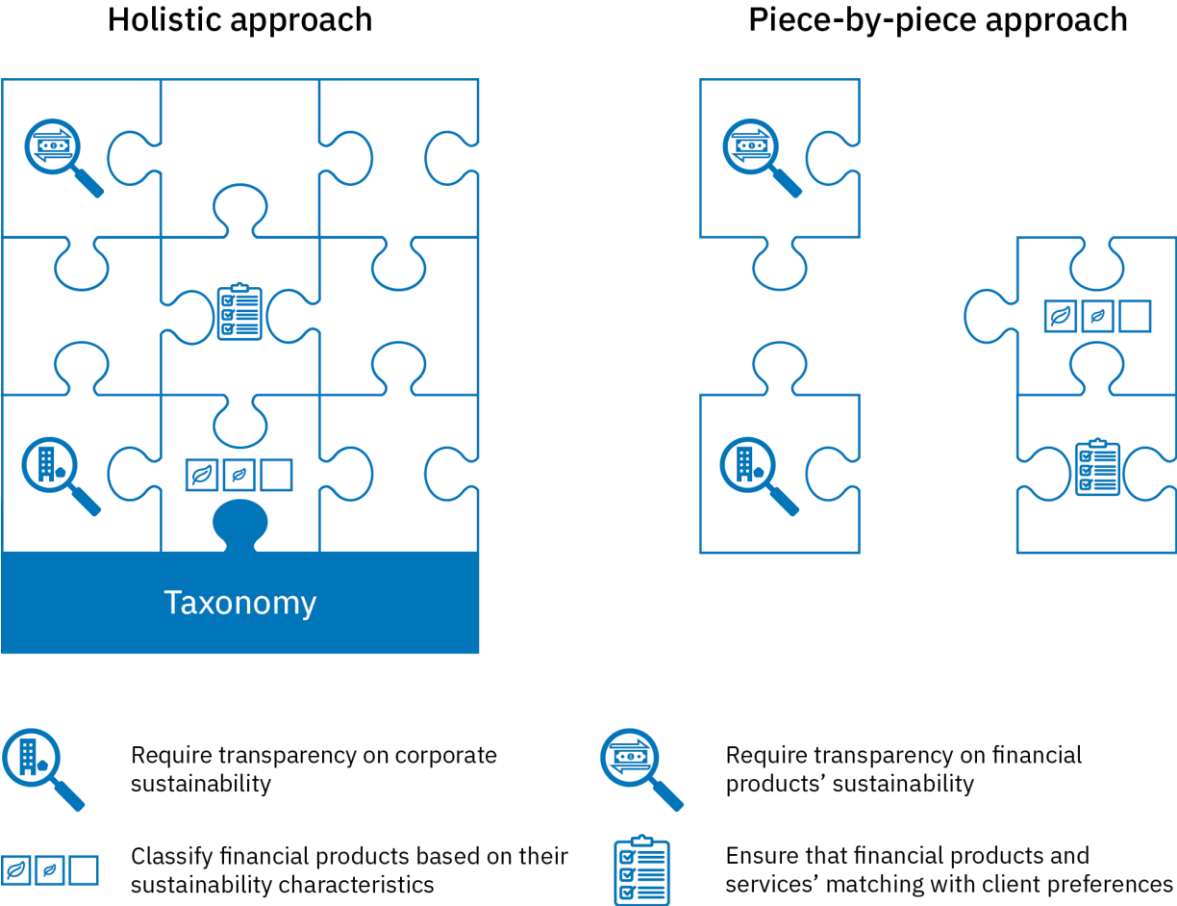 Holistic approach
Piece-by-piece approach
Taxonomy
Require transparency on corporate
sustainability
Require transparency on financial
products’ sustainability
Classify financial products based on their
sustainability characteristics
Ensure that financial products and
services’ matching with client preferences